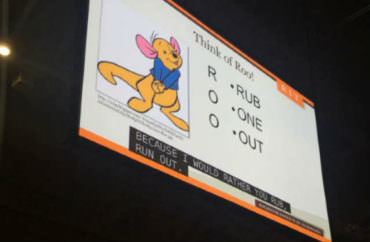 Think of Roo!
R •RUB
O •ONE
O •OUT
BECAUSE I WOULD RATHER YOU RUB,
RUN OUT.